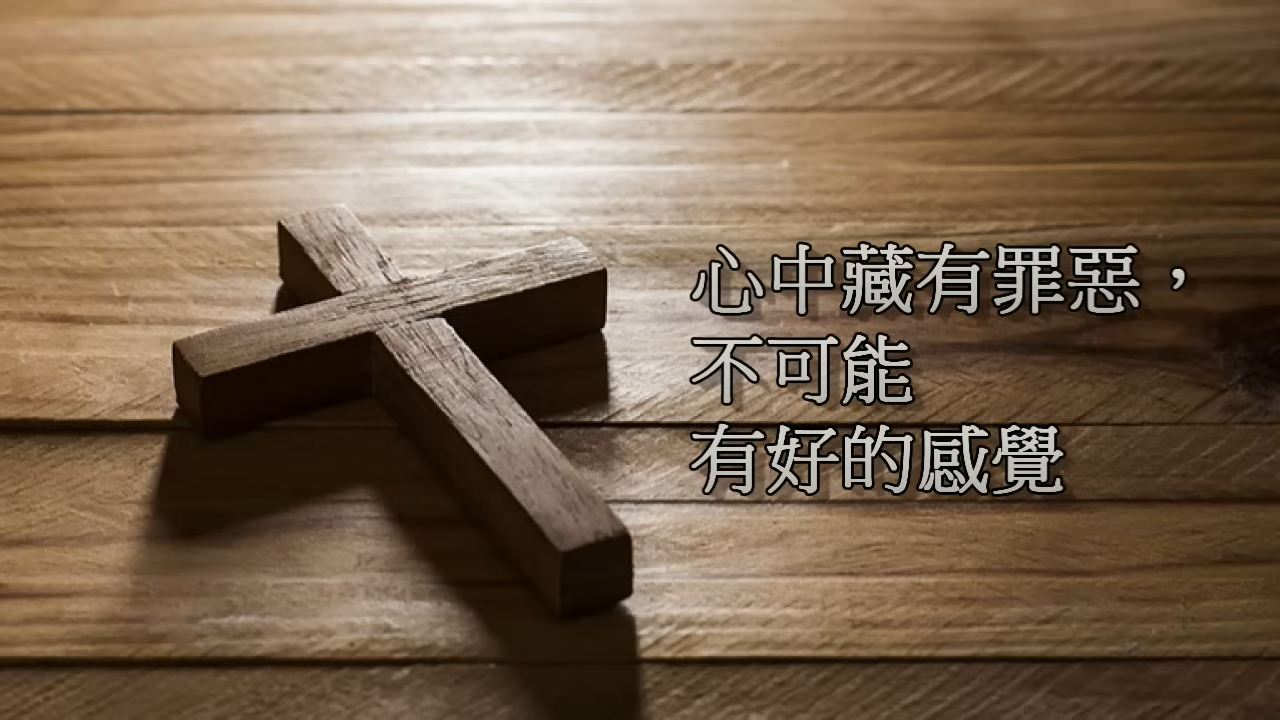 心中藏有罪惡，
不可能
有好的感覺